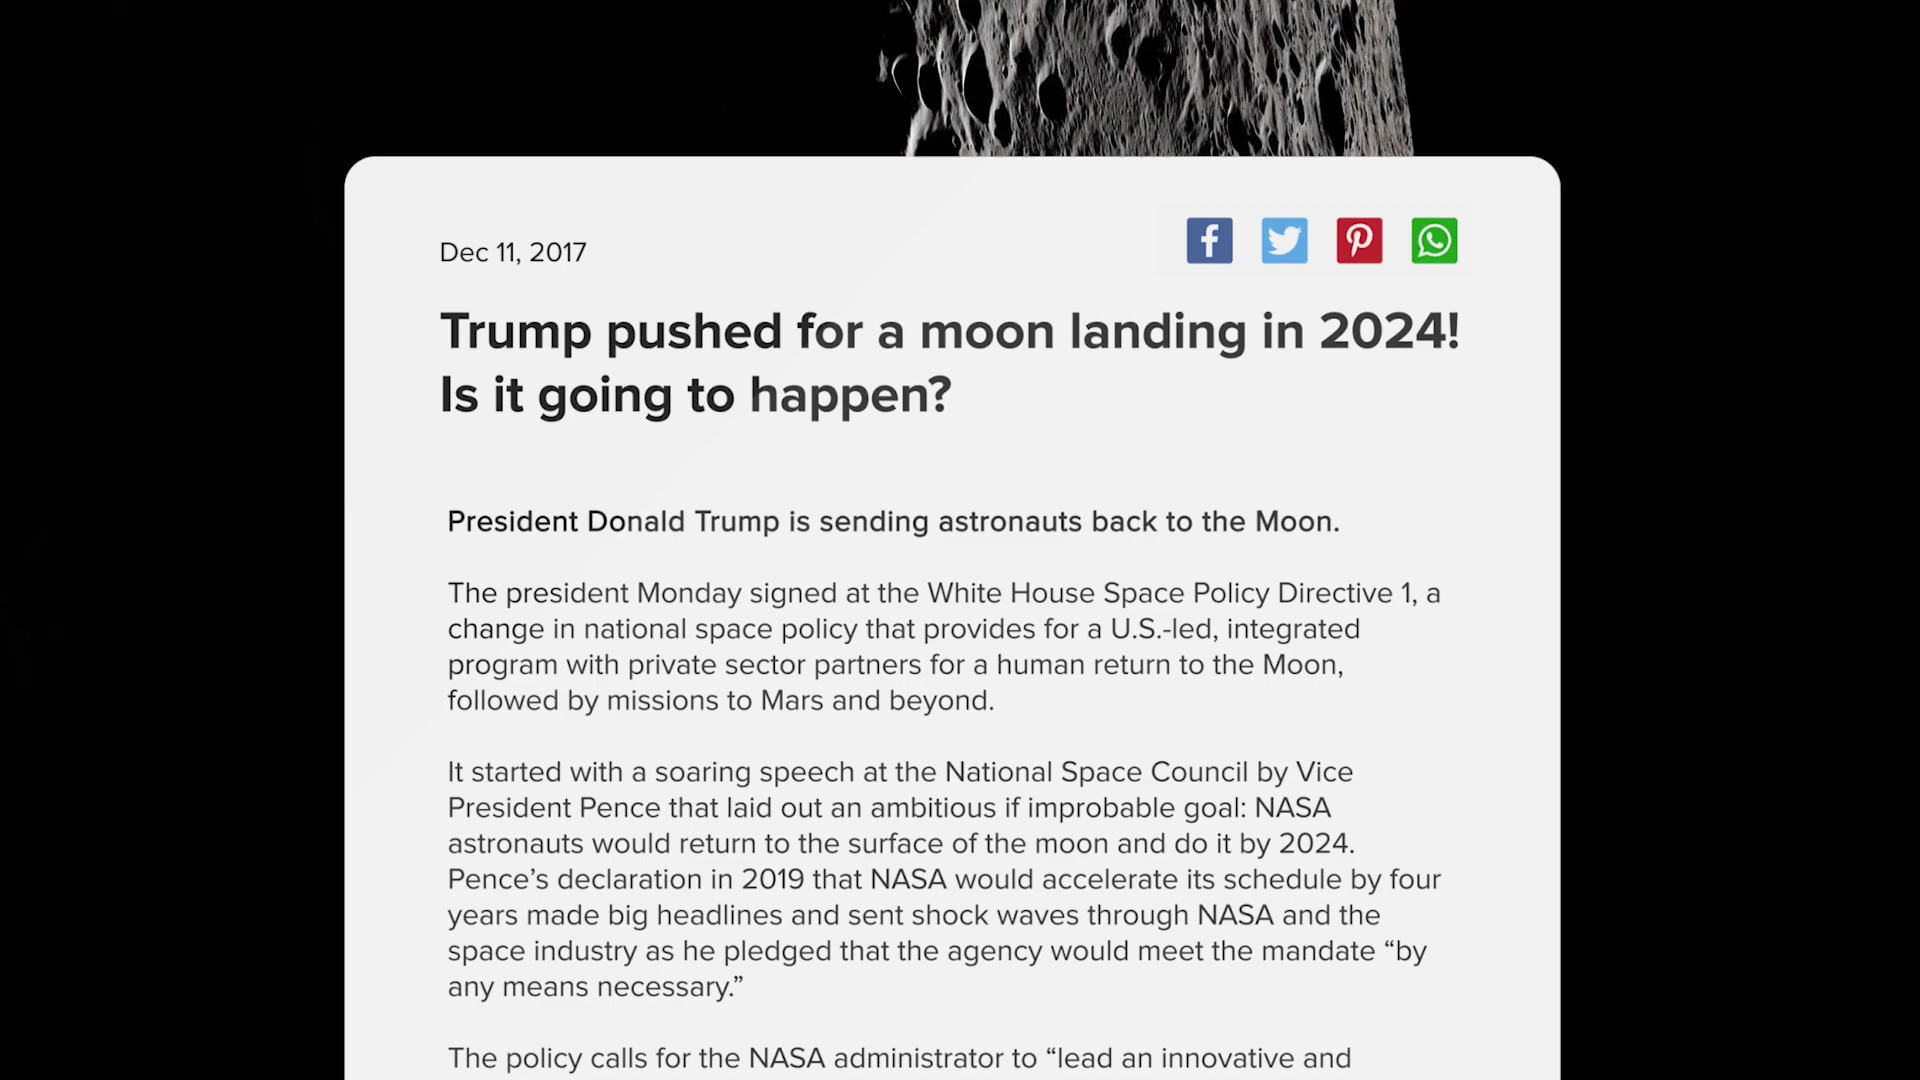 Dec 11, 2017
Trump pushed for a moon landing in 2024!
Is it going to happen?
President Donald Trump is sending astronauts back to the Moon.
The president Monday signed at the White House Space Policy Directive 1, a
change in national space policy that provides for a U.S.-led, integrated
program with private sector partners for a human return to the Moon,
followed by missions to Mars and beyond.
It started with a soaring speech at the National Space Council by Vice
President Pence that laid out an ambitious if improbable goal: NASA
astronauts would return to the surface of the moon and do it by 2024.
Pence’s declaration in 2019 that NASA would accelerate its schedule by four
years made big headlines and sent shock waves through NASA and the
space industry as he pledged that the agency would meet the mandate “by
any means necessary.”
The policy calls for the NASA administrator to “lead an innovative and